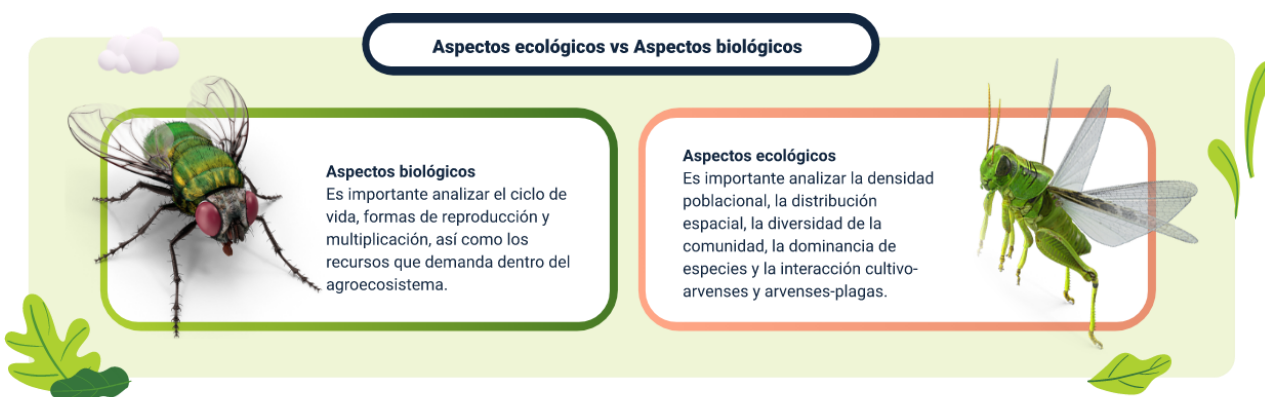 Aspectos ecológicos vs Aspectos biológicos
Aspectos biológicos
Es importante analizar el ciclo de
vida, formas de reproducción y
multiplicación, así como los
recursos que demanda dentro del
agroecosistema.
Aspectos ecológicos
Es importante analizar la densidad
poblacional, la distribución
espacial, la diversidad de la
comunidad, la dominancia de
especies y la interacción cultivo-
arvenses y arvenses-plagas.